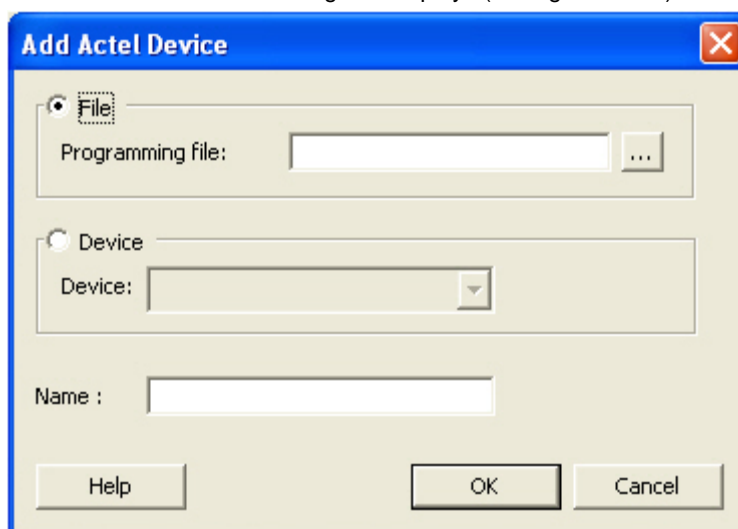 Add Actel Device
File
Programming file:
...
Device
Device:
Name :
Help OK Cancel